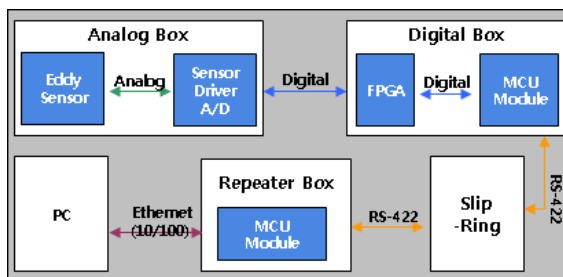 Analog Box
Digital Box
Eddy
Sensor
Analog
Sensor
Driver
A/D
Digital
FPGA
Digital
MCU
Module
PC
Ethernet
(10/100)
Repeater Box
MCU
Module
RS-422
Slip
-Ring
RS-422